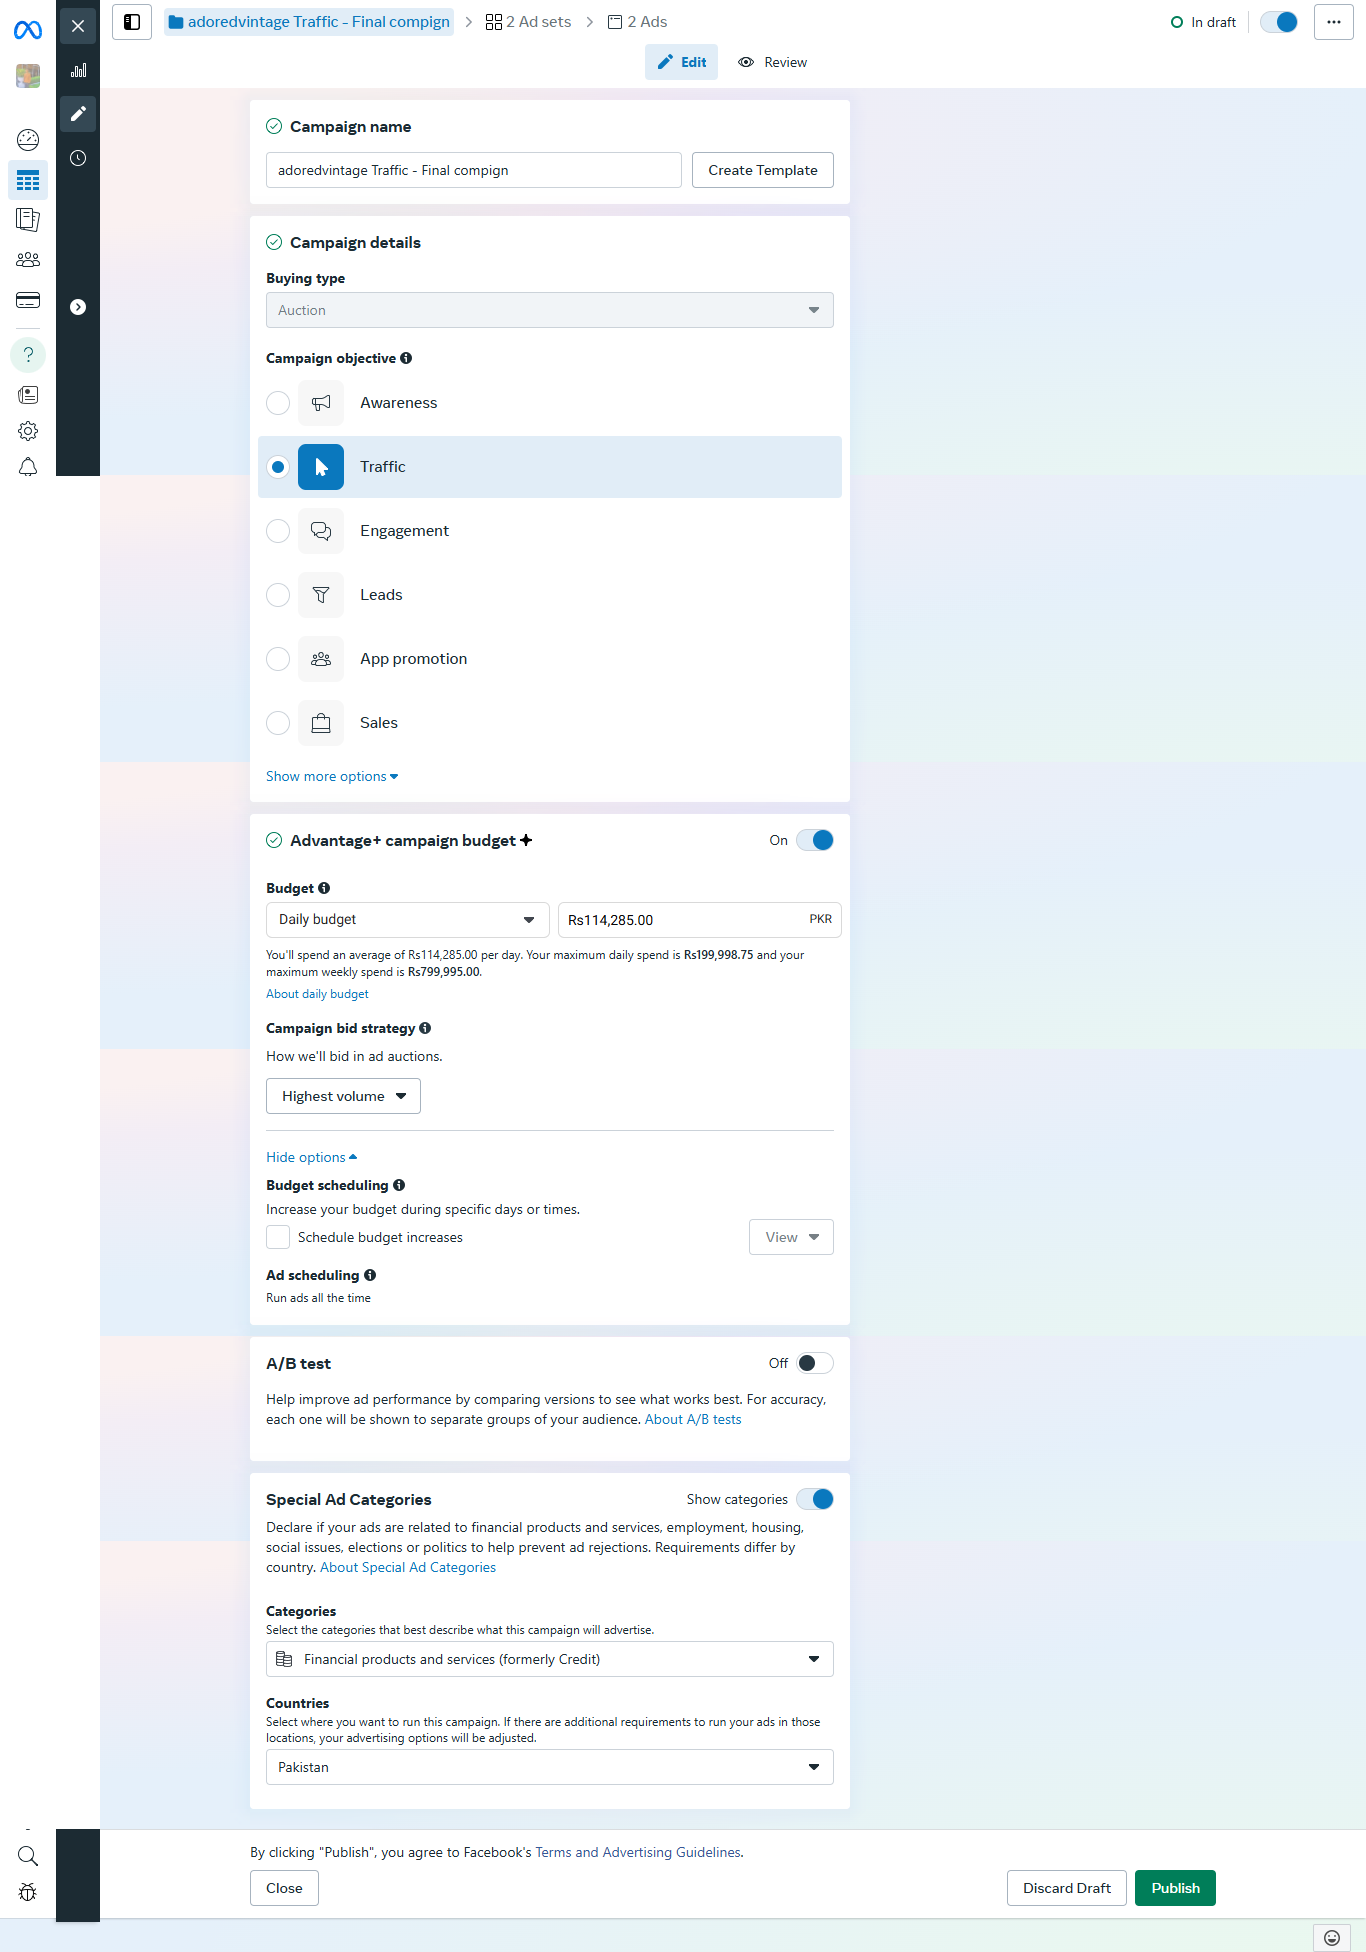 adoredvintage Traffic - Final compign
2 Ad sets
2 Ads
In draft
Edit
Review
Campaign name
adoredvintage Traffic - Final compign
Create Template
Campaign details
Buying type
Auction
Campaign objective
Awareness
Traffic
Engagement
Leads
App promotion
Sales
Show more options
Advantage+ campaign budget
On
Budget
Daily budget
Rs114,285.00
PKR
You'll spend an average of Rs114,285.00 per day. Your maximum daily spend is Rs199,998.75 and your
maximum weekly spend is Rs799,995.00.
About daily budget
Campaign bid strategy
How we'll bid in ad auctions.
Highest volume
Hide options
Budget scheduling
Increase your budget during specific days or times.
Schedule budget increases
View
Ad scheduling
Run ads all the time
A/B test
Off
Help improve ad performance by comparing versions to see what works best. For accuracy,
each one will be shown to separate groups of your audience. About A/B tests
Special Ad Categories
Show categories
Declare if your ads are related to financial products and services, employment, housing,
social issues, elections or politics to help prevent ad rejections. Requirements differ by
country. About Special Ad Categories
Categories
Select the categories that best describe what this campaign will advertise.
Financial products and services (formerly Credit)
Countries
Select where you want to run this campaign. If there are additional requirements to run your ads in those
locations, your advertising options will be adjusted.
Pakistan
By clicking "Publish", you agree to Facebook's Terms and Advertising Guidelines.
Close
Discard Draft
Publish